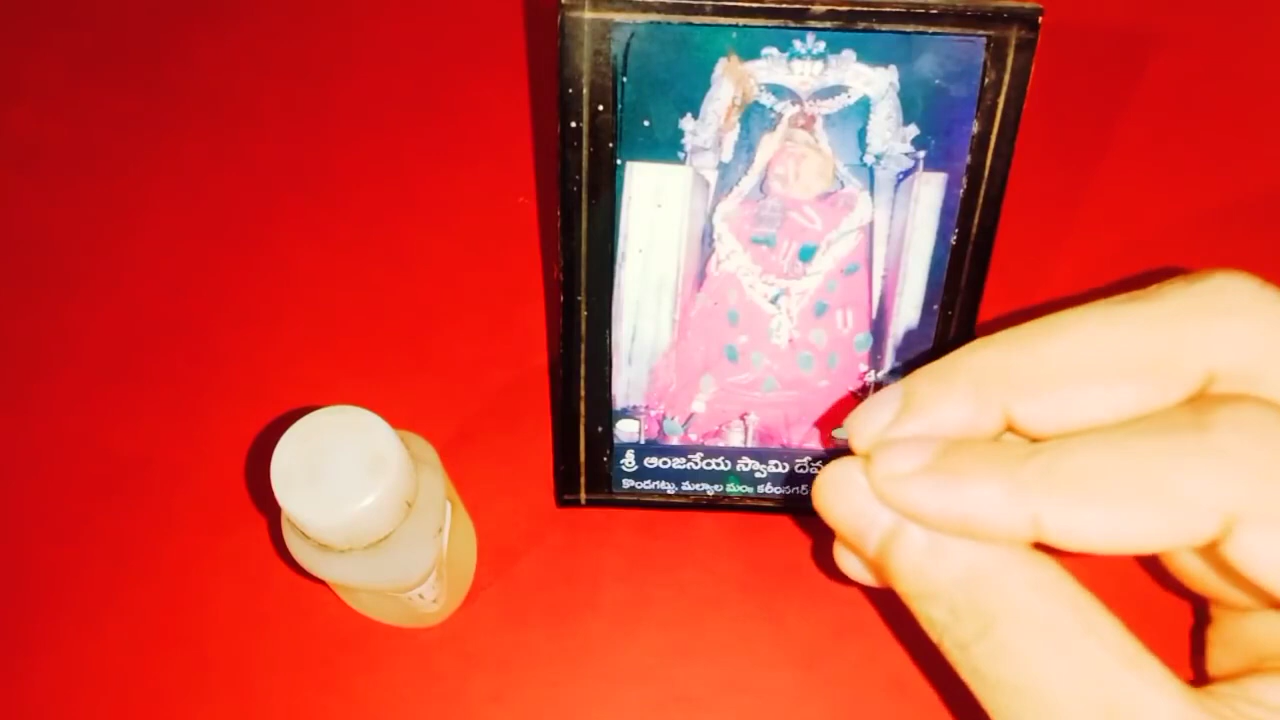 శ్రీ ఆంజనేయ స్వామి
కొండగట్టు, మల్యాల మం॥ కరీంనగర్